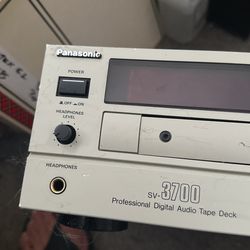 Panasonic
POWER
OFF ON
HEADPHONES
LEVEL
HEADPHONES
SV-3700
Professional Digital Audio Tape Deck